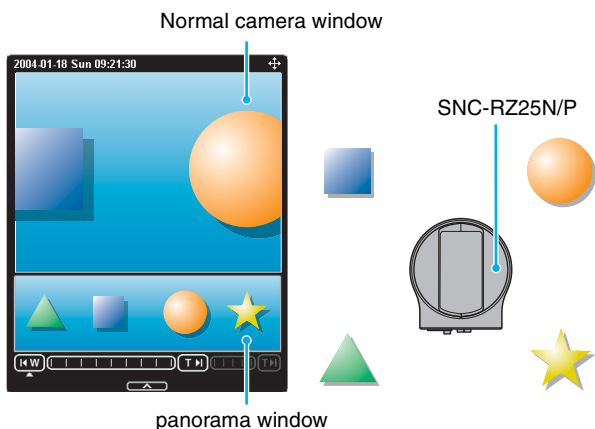 Normal camera window
2004-01-18 Sun 09:21:30
SNC-RZ25N/P
W
T
T
panorama window